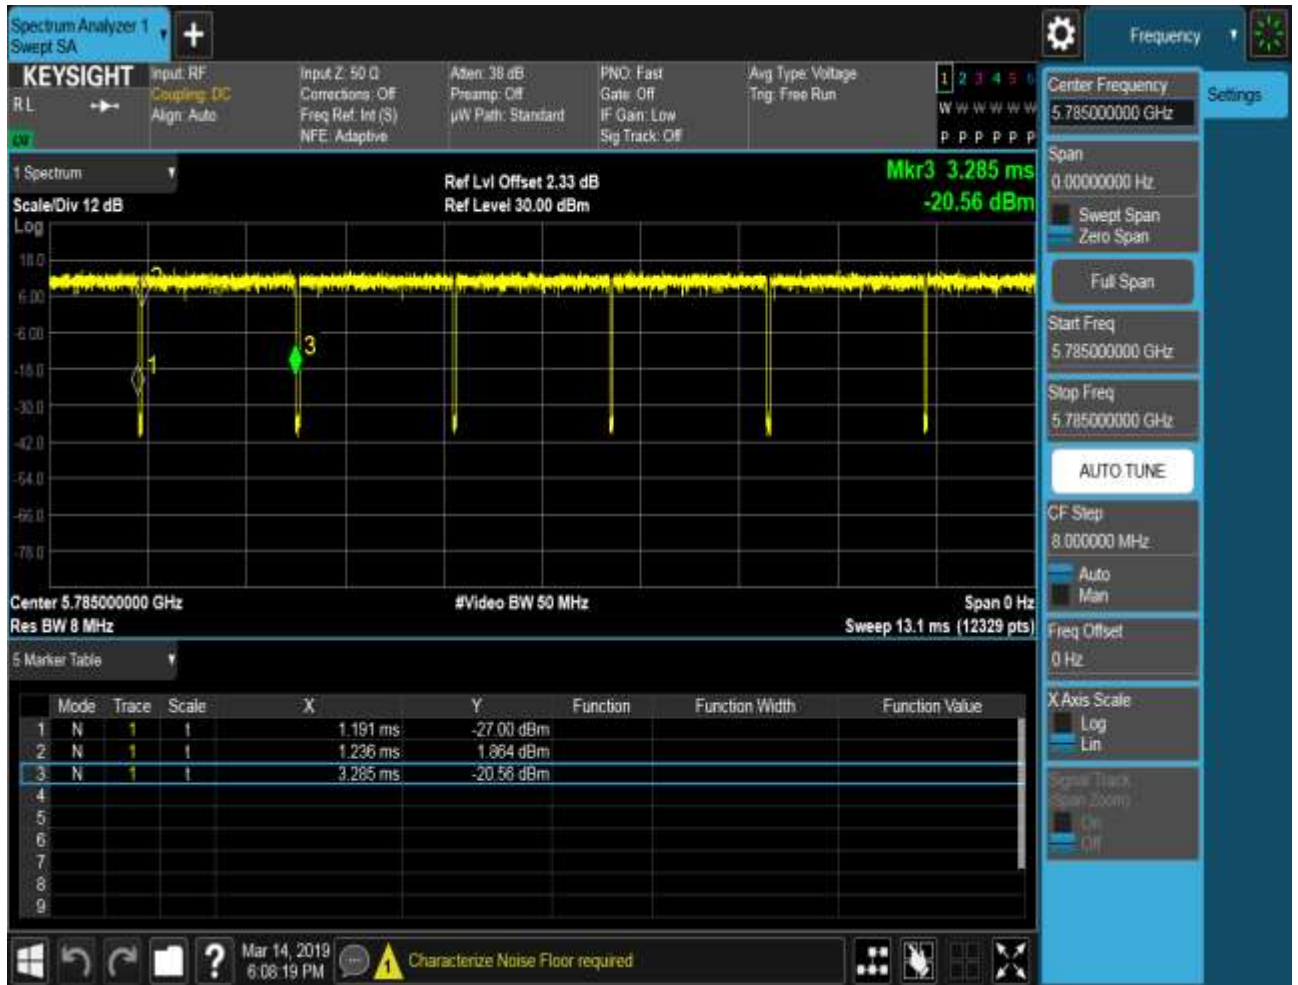 Spectrum Analyzer 1
Swept SA
Frequency
KEYSIGHT
RL
Input: RF
Coupling: DC
Align: Auto
Input Z: 50 Ω
Corrections: Off
Freq Ref: Int (S)
NFE: Adaptive
Atten: 38 dB
Preamp: Off
µW Path: Standard
PNO: Fast
Gate: Off
IF Gain: Low
Sig Track: Off
Avg Type: Voltage
Trig: Free Run
1 2 3 4 5 6
W W W W W W
P P P P P P
1 Spectrum
Scale/Div 12 dB
Log
Ref Lvl Offset 2.33 dB
Ref Level 30.00 dBm
Mkr3 3.285 ms
-20.56 dBm
18.0
6.00
-6.00
-18.0
-30.0
-42.0
-54.0
-66.0
-78.0
2
1
3
Center 5.785000000 GHz
Res BW 8 MHz
#Video BW 50 MHz
Span 0 Hz
Sweep 13.1 ms (12329 pts)
5 Marker Table
Mode Trace Scale X Y Function Function Width Function Value
1 N 1 t 1.191 ms -27.00 dBm
2 N 1 t 1.236 ms 1.864 dBm
3 N 1 t 3.285 ms -20.56 dBm
4
5
6
7
8
9
Settings
Center Frequency
5.785000000 GHz
Span
0.00000000 Hz
Swept Span
Zero Span
Full Span
Start Freq
5.785000000 GHz
Stop Freq
5.785000000 GHz
AUTO TUNE
CF Step
8.000000 MHz
Auto
Man
Freq Offset
0 Hz
X Axis Scale
Log
Lin
Signal Track
(Span Zoom)
On
Off
Mar 14, 2019
6:08:19 PM
Characterize Noise Floor required